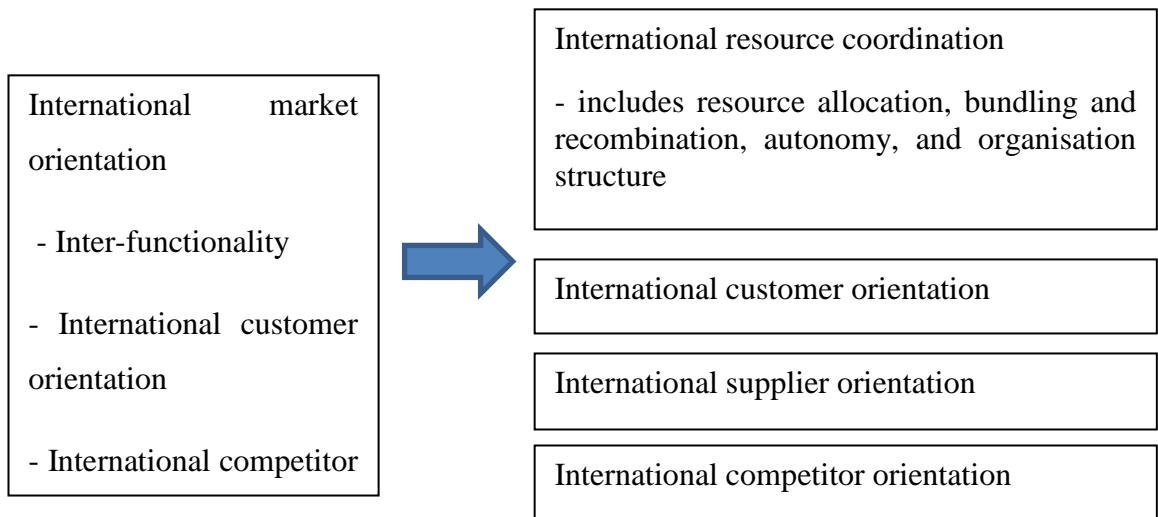 International market
orientation
- Inter-functionality
- International customer
orientation
- International competitor
International resource coordination
- includes resource allocation, bundling and
recombination, autonomy, and organisation
structure
International customer orientation
International supplier orientation
International competitor orientation